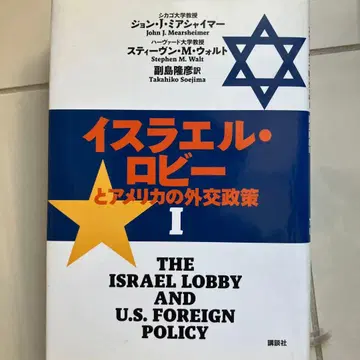 シカゴ大学教授
ジョン・J・ミアシャイマー
John J. Mearsheimer
ハーヴァード大学教授
スティーヴン・M・ウォルト
Stephen M. Walt
副島隆彦訳
Takahiko Soejima
イスラエル・
ロビー
とアメリカの外交政策
I
THE
ISRAEL LOBBY
AND
U.S. FOREIGN
POLICY
講談社